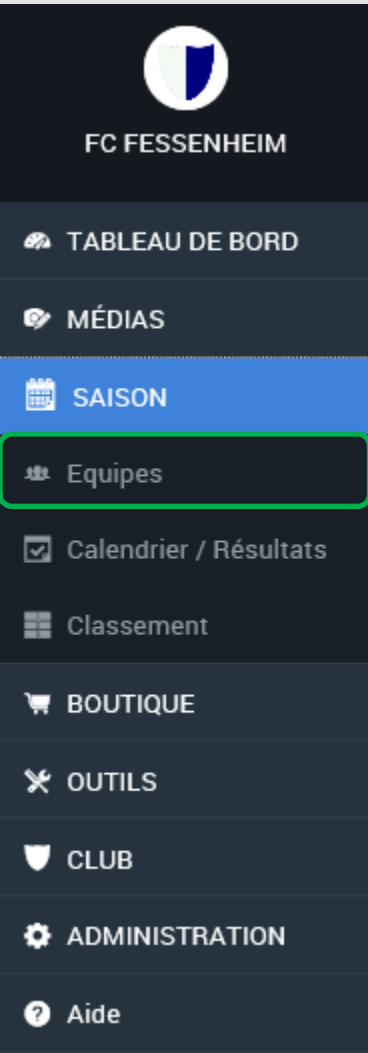 FC FESSENHEIM
TABLEAU DE BORD
MÉDIAS
SAISON
Equipes
Calendrier / Résultats
Classement
BOUTIQUE
OUTILS
CLUB
ADMINISTRATION
Aide